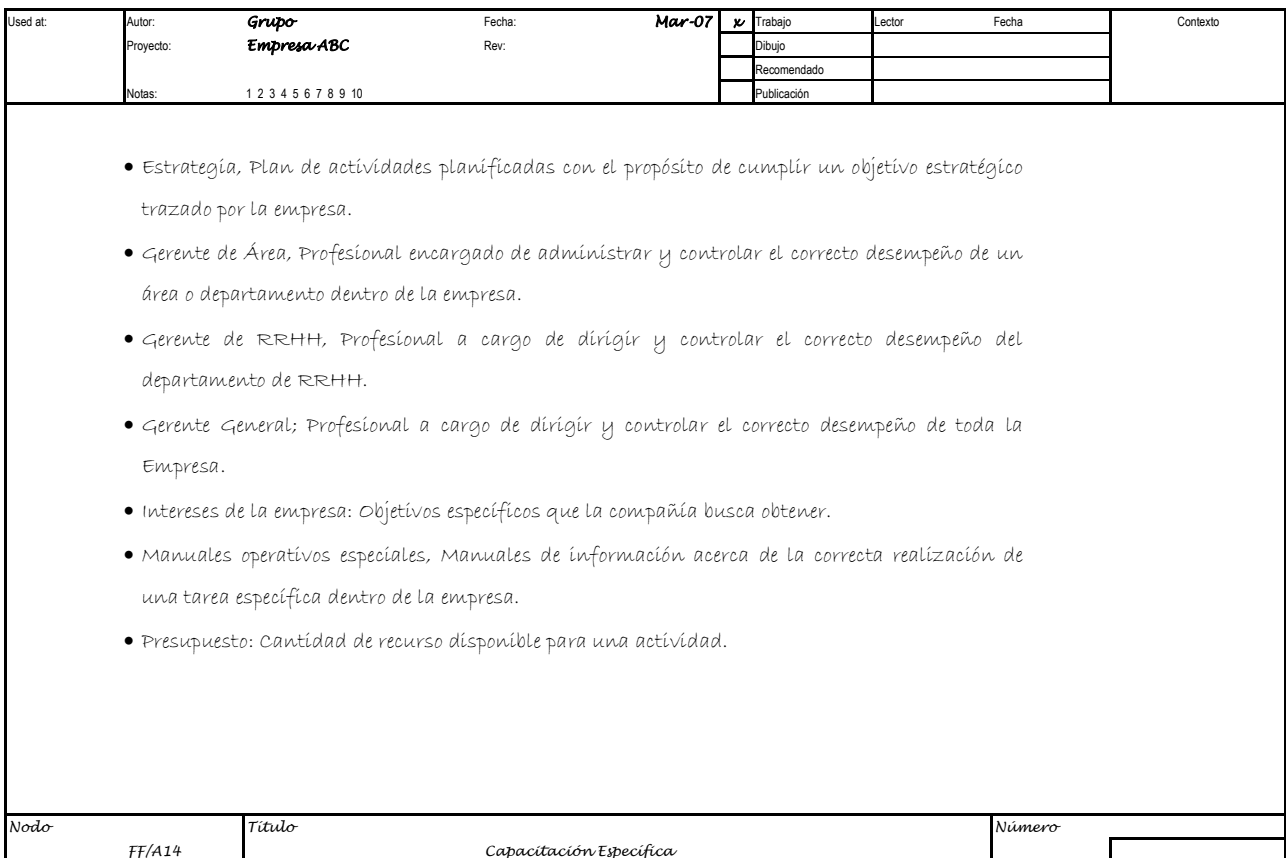 Used at: Autor: Grupo Fecha: Mar-07 x Trabajo Lector Fecha Contexto
Proyecto: Empresa ABC Rev: Dibujo
Recomendado
Notas: 1 2 3 4 5 6 7 8 9 10 Publicación
• Estrategia, Plan de actividades planificadas con el propósito de cumplir un objetivo estratégico
trazado por la empresa.
• Gerente de Área, Profesional encargado de administrar y controlar el correcto desempeño de un
área o departamento dentro de la empresa.
• Gerente de RRHH, Profesional a cargo de dirigir y controlar el correcto desempeño del
departamento de RRHH.
• Gerente General; Profesional a cargo de dirigir y controlar el correcto desempeño de toda la
Empresa.
• Intereses de la empresa: Objetivos específicos que la compañía busca obtener.
• Manuales operativos especiales, Manuales de información acerca de la correcta realización de
una tarea específica dentro de la empresa.
• Presupuesto: Cantidad de recurso disponible para una actividad.
Nodo Título Número
FF/A14 Capacitación Específica